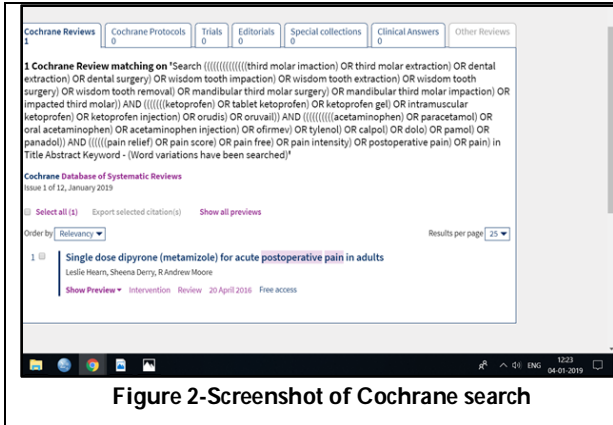 Cochrane Reviews Cochrane Protocols Trials Editorials Special collections Clinical Answers Other Reviews
1 0 0 0 0 0
1 Cochrane Review matching on "Search ((((((((((((((third molar imaction) OR third molar extraction) OR dental
extraction) OR dental surgery) OR wisdom tooth impaction) OR wisdom tooth extraction) OR wisdom tooth
surgery) OR wisdom tooth removal) OR mandibular third molar surgery) OR mandibular third molar impaction) OR
impacted third molar)) AND (((((((ketoprofen) OR tablet ketoprofen) OR ketoprofen gel) OR intramuscular
ketoprofen) OR ketoprofen injection) OR orudis) OR oruvail)) AND ((((((((((acetaminophen) OR paracetamol) OR
oral acetaminophen) OR acetaminophen injection) OR ofirmev) OR tylenol) OR calpol) OR dolo) OR pamol) OR
panadol)) AND ((((((pain relief) OR pain score) OR pain free) OR pain intensity) OR postoperative pain) OR pain) in
Title Abstract Keyword - (Word variations have been searched)"
Cochrane Database of Systematic Reviews
Issue 1 of 12, January 2019
Select all (1) Export selected citation(s) Show all previews
Order by Relevancy Results per page 25
1 Single dose dipyrone (metamizole) for acute postoperative pain in adults
Leslie Hearn, Sheena Derry, R Andrew Moore
Show Preview Intervention Review 20 April 2016 Free access
ENG 12:23
04-01-2019
Figure 2-Screenshot of Cochrane search